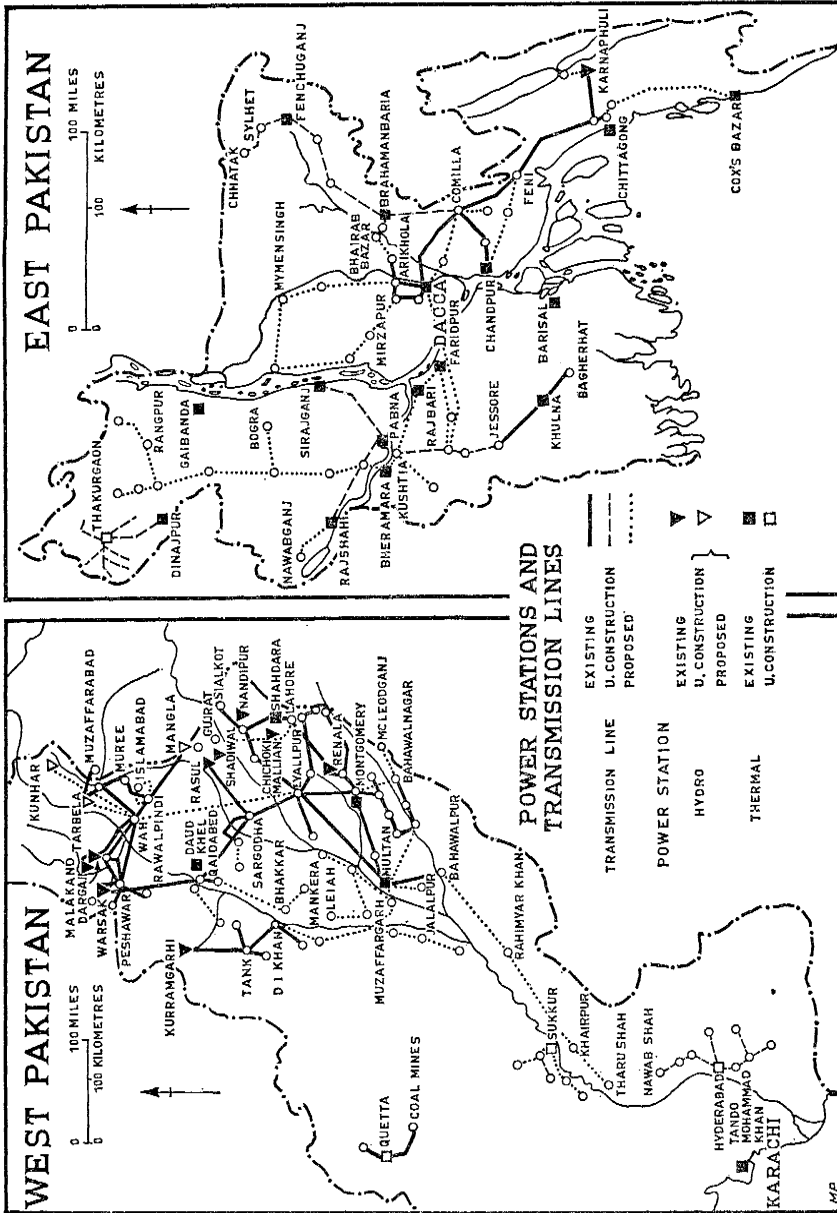 WEST PAKISTAN
100 MILES
0
0
100 KILOMETRES
KUNHAR
MUZAFFARABAD
TARBELA
MUREE
ISLAMABAD
MANGLA
MALAKAND
DARGAI
WARSAK
PESHAWAR
WAH
RAWALPINDI
RASUL
GUJRAT
SIALKOT
SHADIWAL
NANDIPUR
CHICHOKI
MALLIAN
SHAHDARA
LAHORE
KURRAMGARHI
DAUD
KHEL
QAIDABED
SARGODHA
LYALLPUR
RENALA
MONTGOMERY
MCLEODGANJ
BAHAWALNAGAR
TANK
D I KHAN
BHAKKAR
MANKERA
LEIAH
MULTAN
MUZAFFARGARH
JALALPUR
BAHAWALPUR
RAHIMYAR KHAN
QUETTA
COAL MINES
SUKKUR
KHAIRPUR
THARU SHAH
NAWAB SHAH
HYDERABAD
TANDO
MOHAMMAD
KHAN
KARACHI
MP
EAST PAKISTAN
100 MILES
0
0
100
KILOMETRES
THAKURGAON
RANGPUR
DINAJPUR
GAIBANDA
BOGRA
NAWABGANJ
RAJSHAHI
SIRAJGANJ
BHERAMARA
PABNA
KUSHTIA
RAJBARI
FARIDPUR
JESSORE
KHULNA
BAGHERHAT
MYMENSINGH
MIRZAPUR
BHAIRAB
BAZAR
ARIKHOLA
DACCA
CHHATAK
SYLHET
FENCHUGANJ
BRAHAMANBARIA
COMILLA
CHANDPUR
BARISAL
FENI
CHITTAGONG
KARNAPHULI
COX'S BAZAR
POWER STATIONS AND
TRANSMISSION LINES
TRANSMISSION LINE
EXISTING
U.CONSTRUCTION
PROPOSED
POWER STATION
HYDRO
EXISTING
U.CONSTRUCTION
PROPOSED
THERMAL
EXISTING
U.CONSTRUCTION